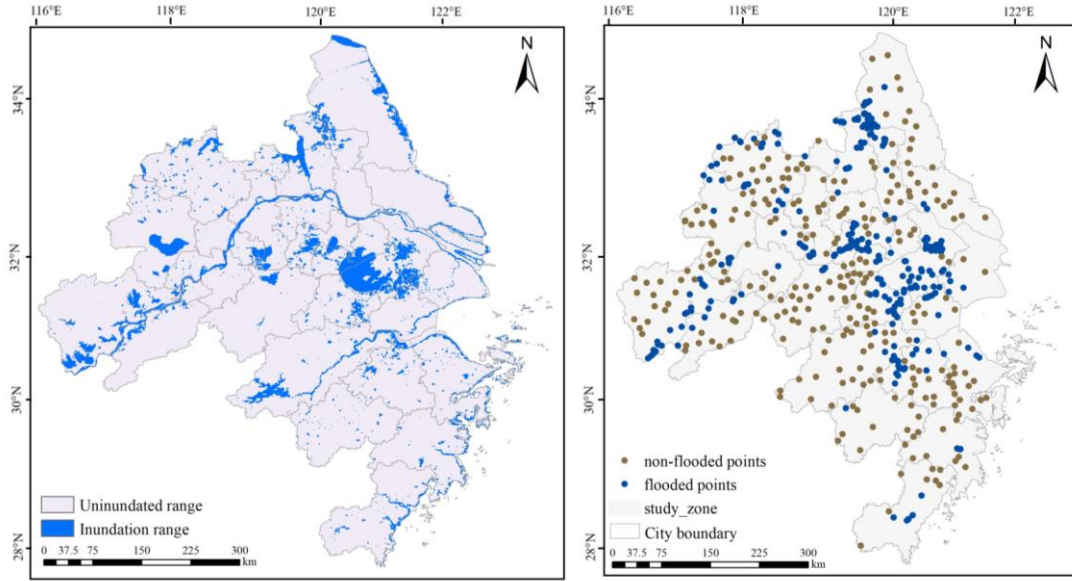 116°E 118°E 120°E 122°E
N
34°N
32°N
30°N
28°N
Uninundated range
Inundation range
0 37.5 75 150 225 300
km
116°E 118°E 120°E 122°E
N
34°N
32°N
30°N
28°N
non-flooded points
flooded points
study_zone
City boundary
0 37.5 75 150 225 300
km